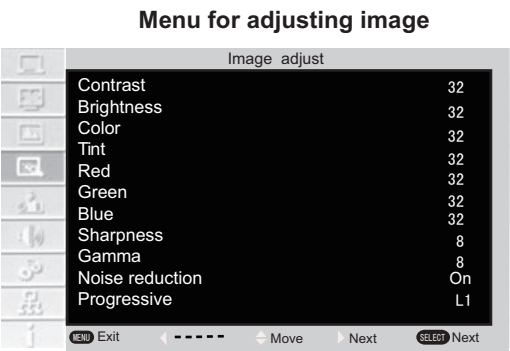 Menu for adjusting image
Image adjust
Contrast 32
Brightness 32
Color 32
Tint 32
Red 32
Green 32
Blue 32
Sharpness 8
Gamma 8
Noise reduction On
Progressive L1
MENU Exit ----- Move Next SELECT Next